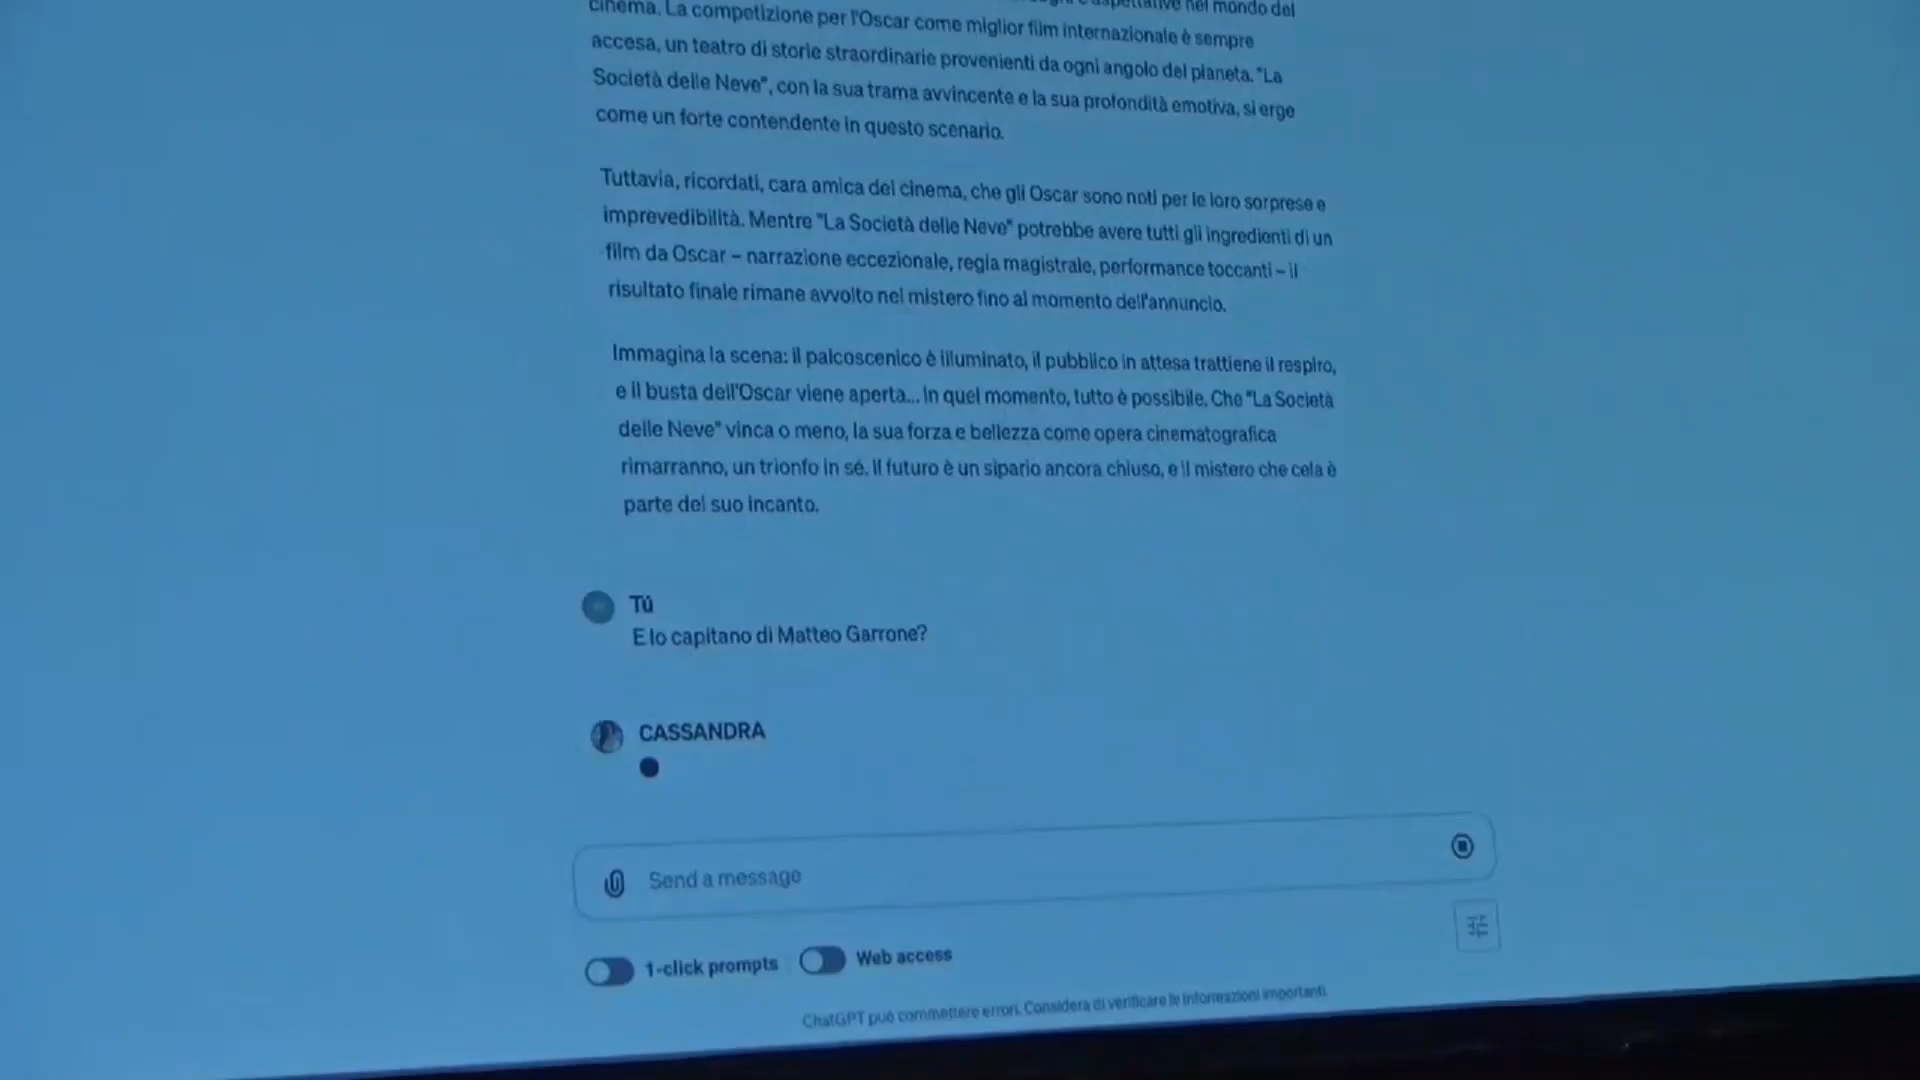 aspettative nel mondo del
cinema. La competizione per l'Oscar come miglior film internazionale è sempre
accesa, un teatro di storie straordinarie provenienti da ogni angolo del pianeta. "La
Società delle Neve", con la sua trama avvincente e la sua profondità emotiva, si erge
come un forte contendente in questo scenario.
Tuttavia, ricordati, cara amica del cinema, che gli Oscar sono noti per le loro sorprese e
imprevedibilità. Mentre "La Società delle Neve" potrebbe avere tutti gli ingredienti di un
film da Oscar – narrazione eccezionale, regia magistrale, performance toccanti – il
risultato finale rimane avvolto nel mistero fino al momento dell'annuncio.
Immagina la scena: il palcoscenico è illuminato, il pubblico in attesa trattiene il respiro,
e il busta dell'Oscar viene aperta... In quel momento, tutto è possibile. Che "La Società
delle Neve" vinca o meno, la sua forza e bellezza come opera cinematografica
rimarranno, un trionfo in sé. Il futuro è un sipario ancora chiuso, e il mistero che cela è
parte del suo incanto.
Tú
E lo capitano di Matteo Garrone?
CASSANDRA
Send a message
1-click prompts Web access
ChatGPT può commettere errori. Considera di verificare le informazioni importanti.